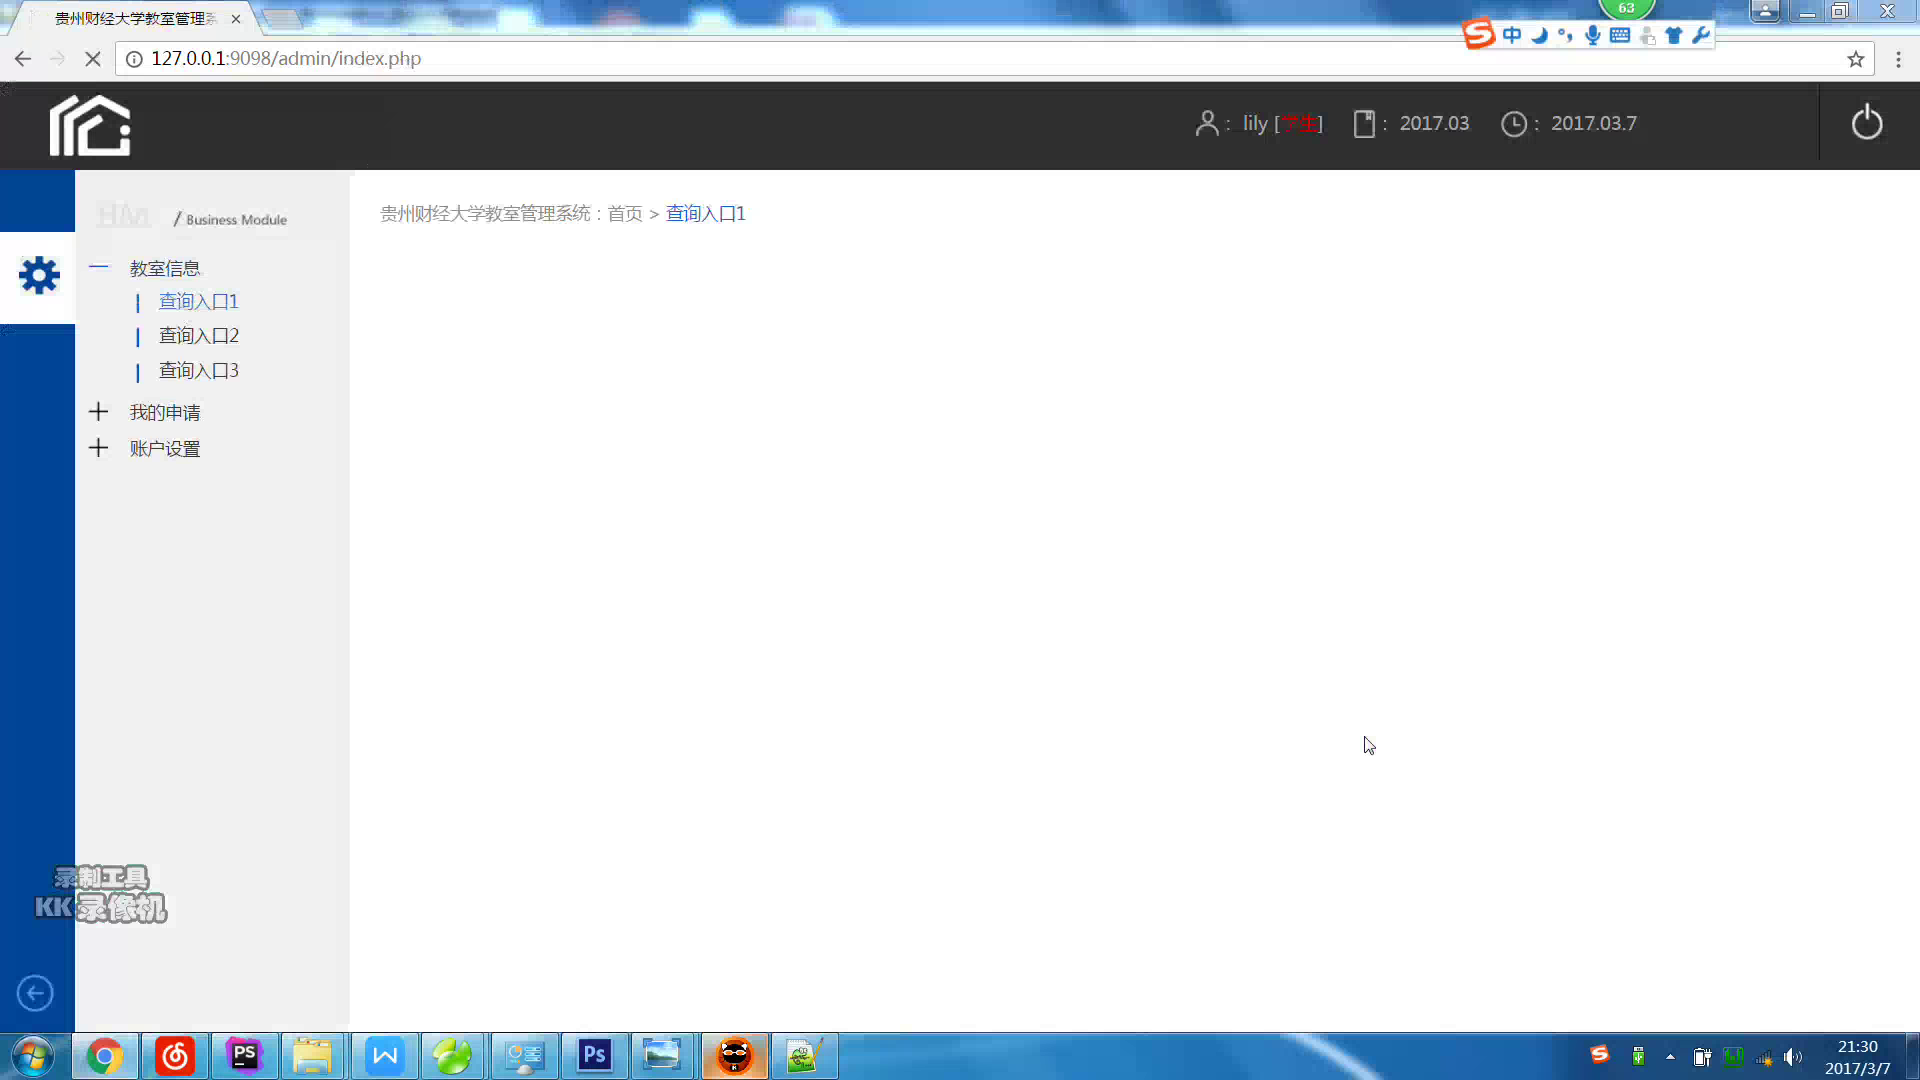 贵州财经大学教室管理系
63
中
127.0.0.1:9098/admin/index.php
: lily [学生] : 2017.03 : 2017.03.7
HM / Business Module
贵州财经大学教室管理系统：首页 > 查询入口1
教室信息
查询入口1
查询入口2
查询入口3
我的申请
账户设置
录制工具
KK录像机
PS
W
Ps
21:30
2017/3/7